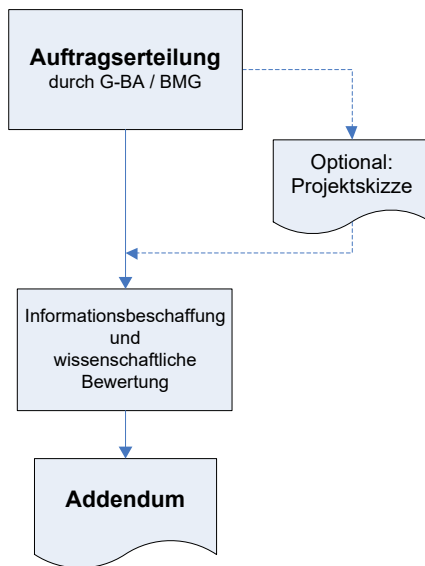 Auftragserteilung
durch G-BA / BMG
Optional:
Projektskizze
Informationsbeschaffung
und
wissenschaftliche
Bewertung
Addendum